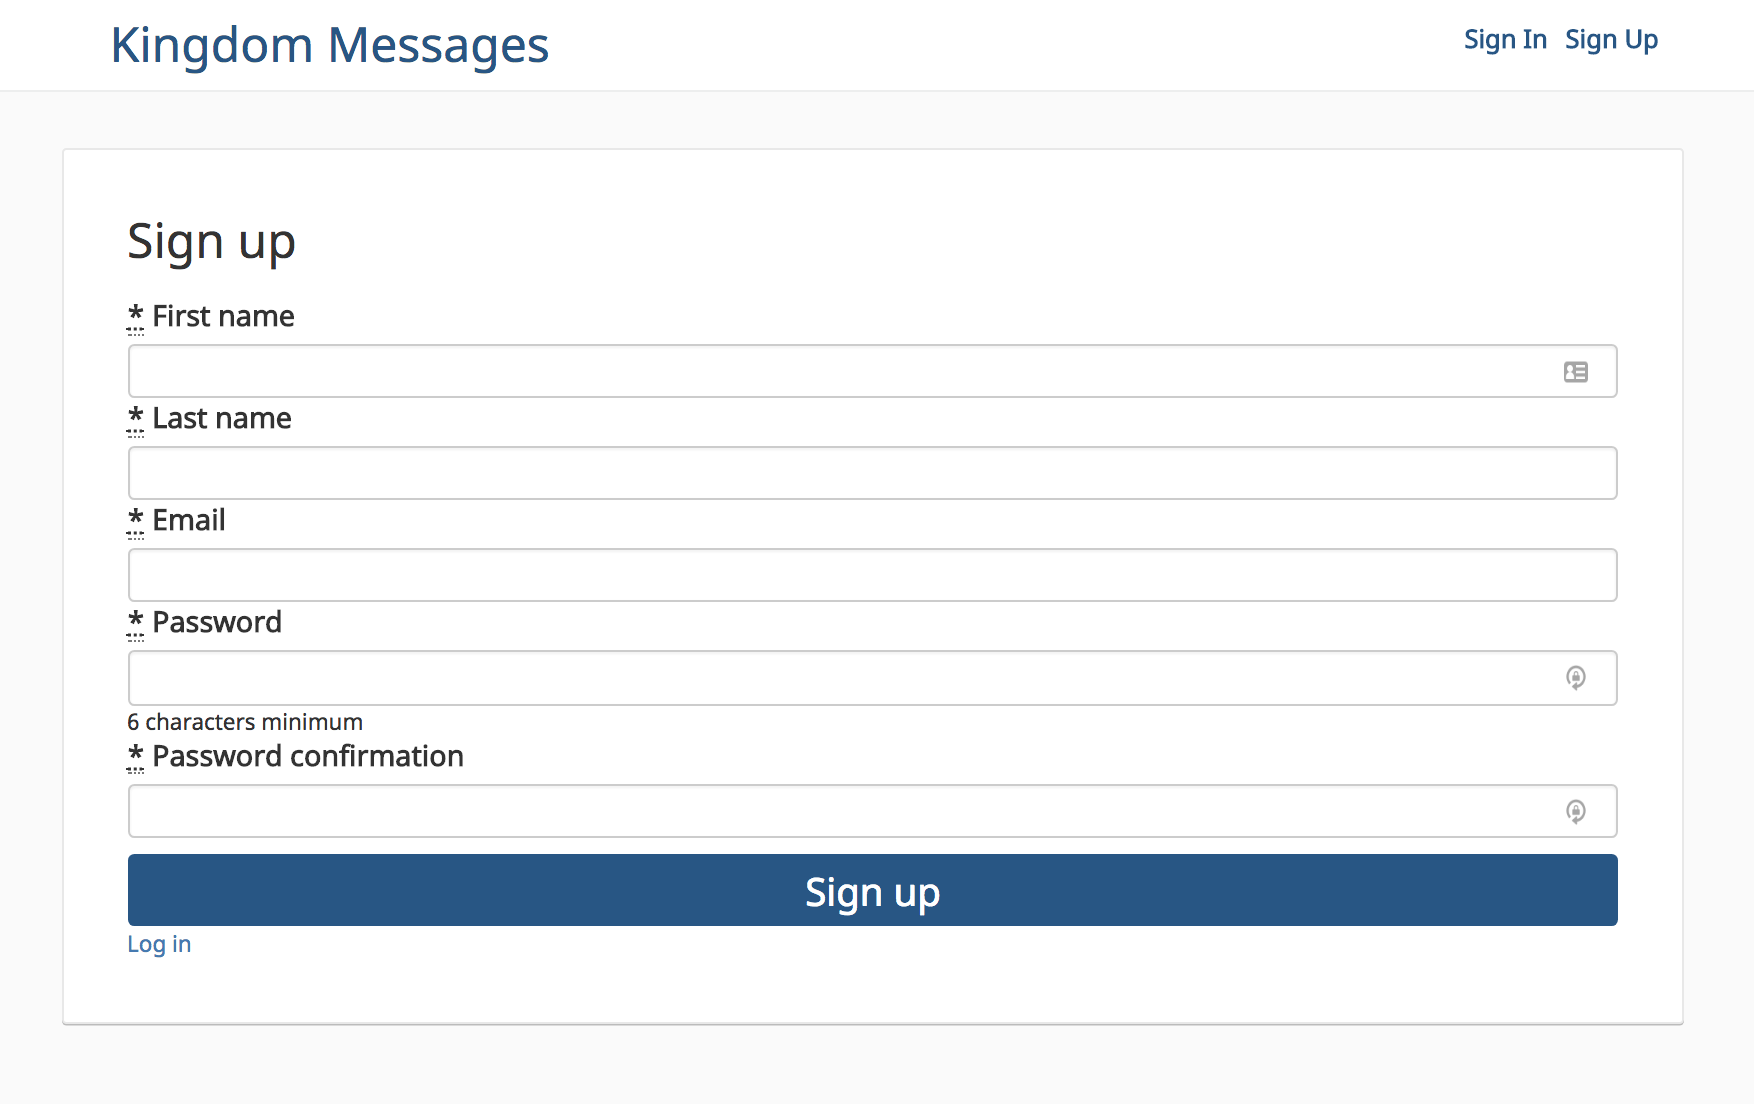 Kingdom Messages
Sign In Sign Up
Sign up
* First name
* Last name
* Email
* Password
6 characters minimum
* Password confirmation
Sign up
Log in